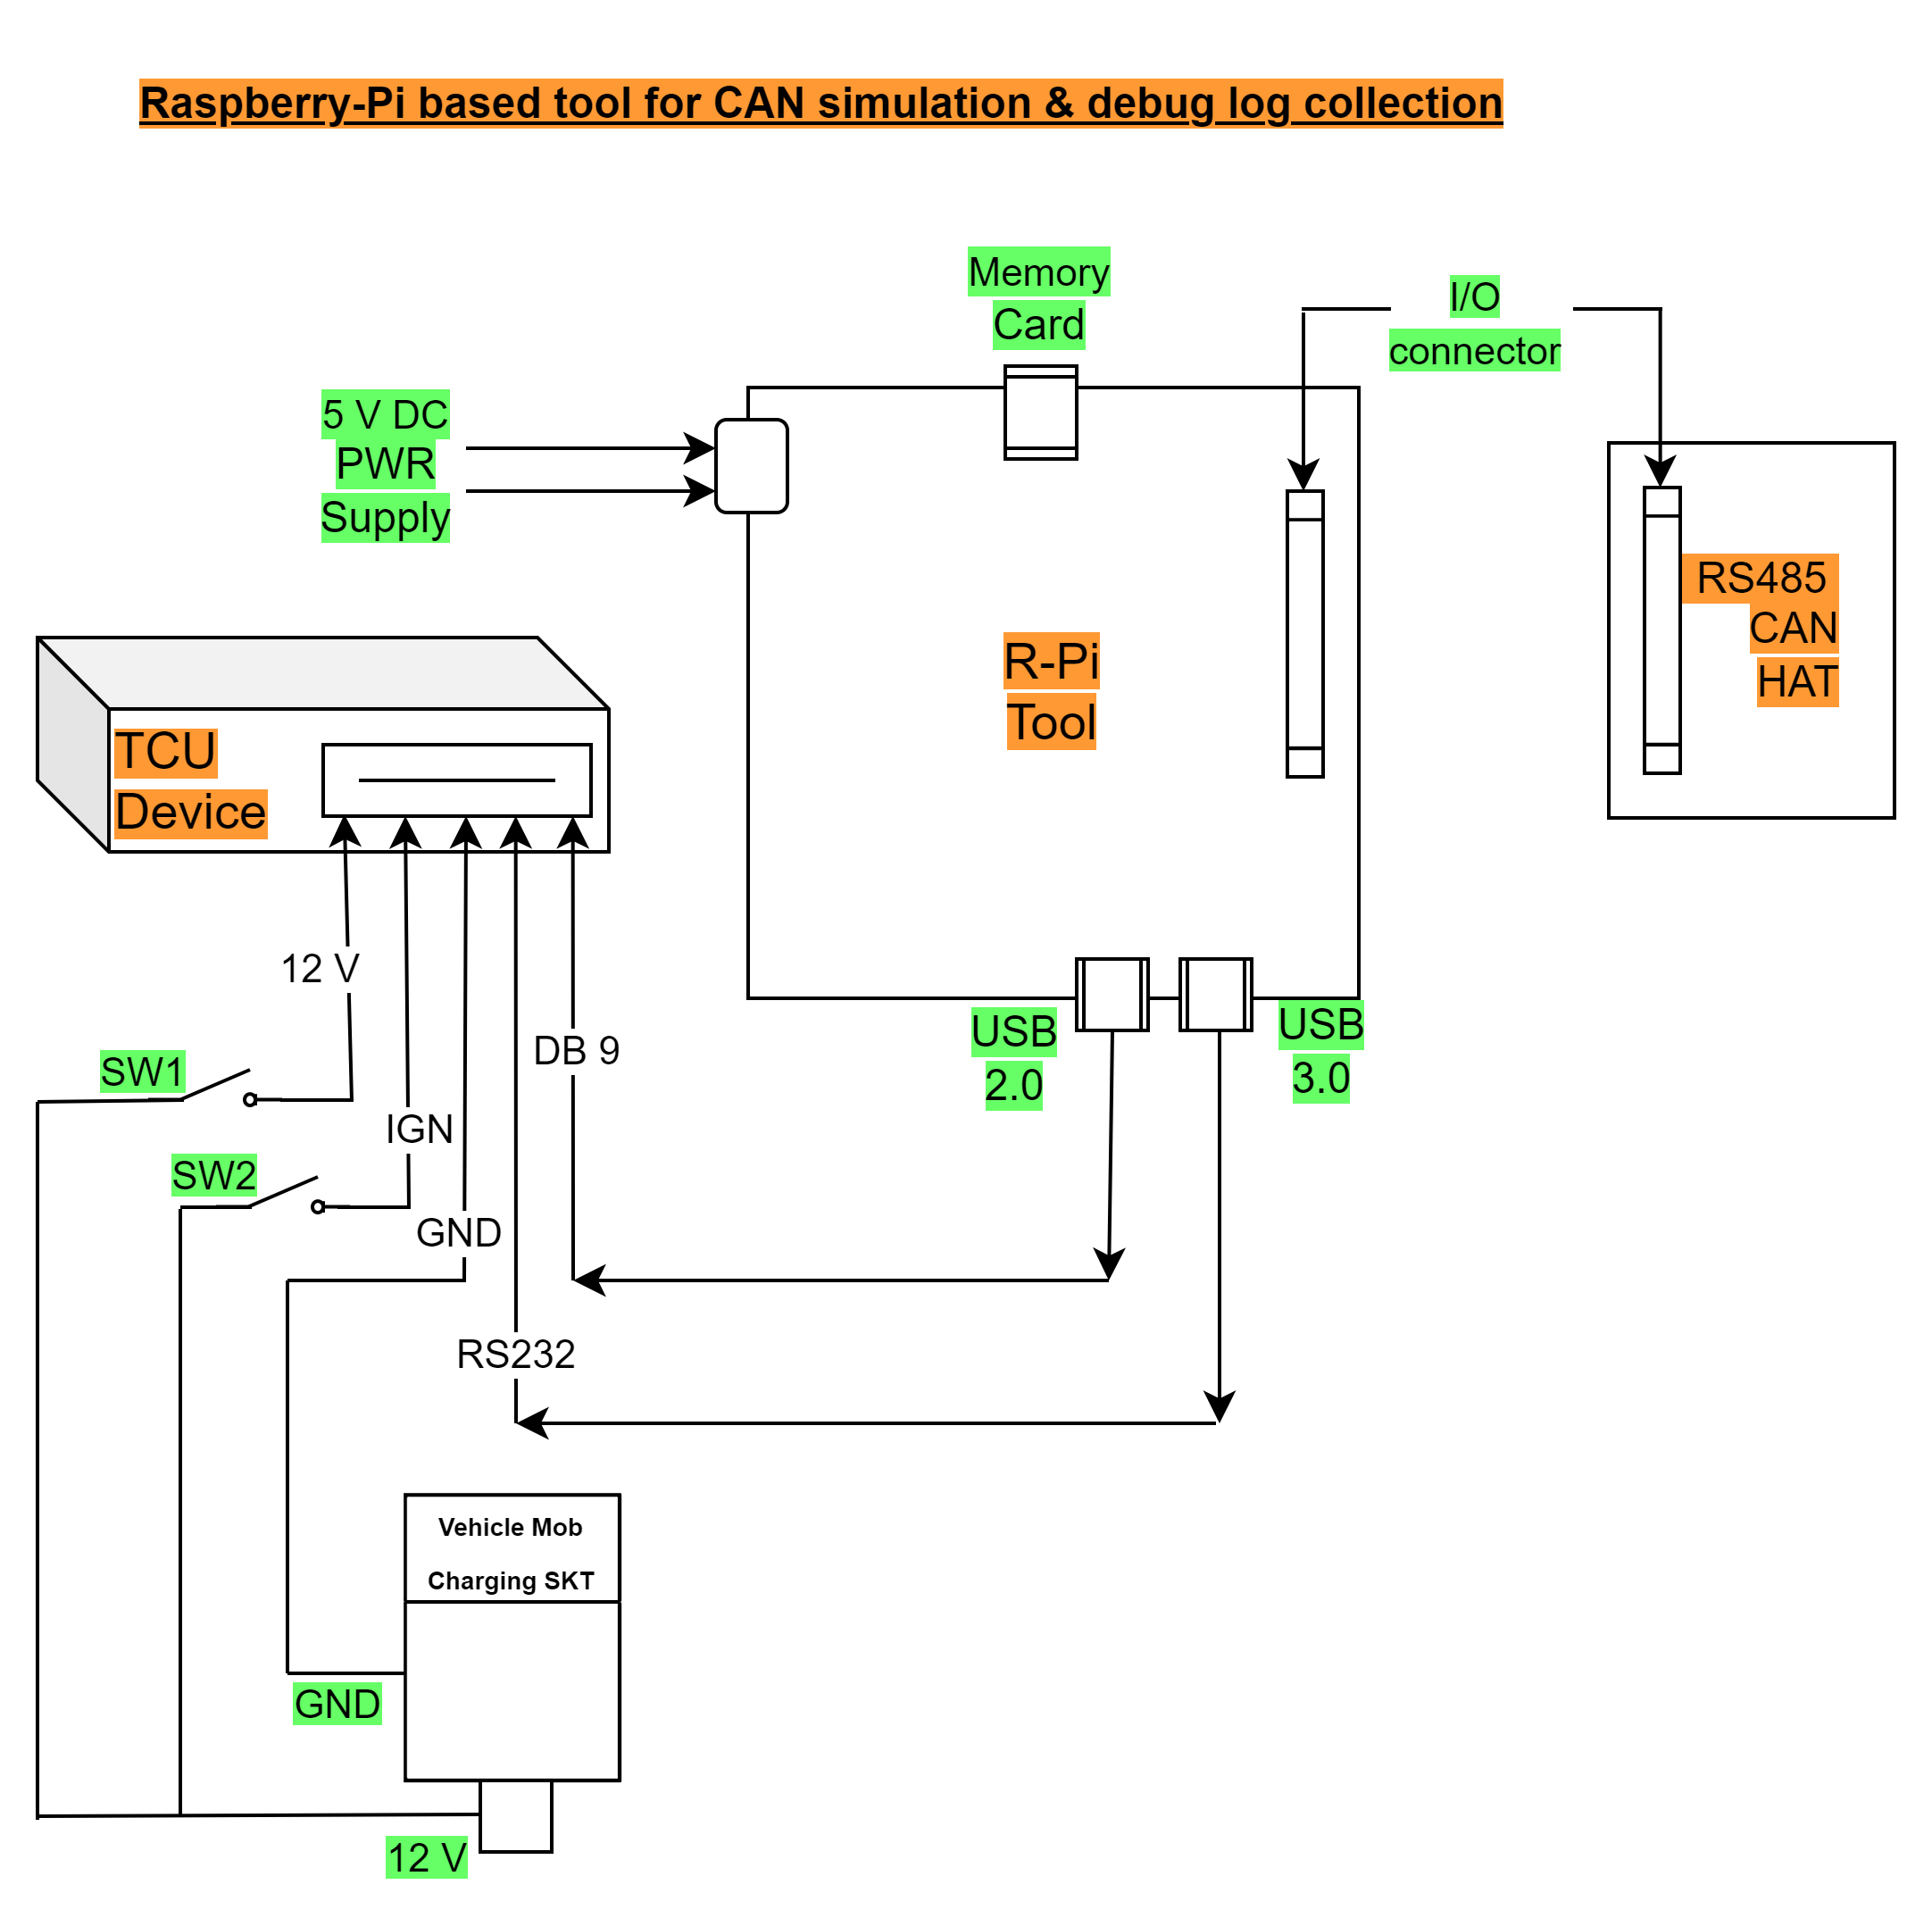 Raspberry-Pi based tool for CAN simulation & debug log collection
Memory
Card
I/O
connector
5 V DC
PWR
Supply
RS485
CAN
HAT
R-Pi
Tool
TCU
Device
12 V
DB 9
USB
2.0
USB
3.0
SW1
IGN
SW2
GND
RS232
Vehicle Mob
Charging SKT
GND
12 V